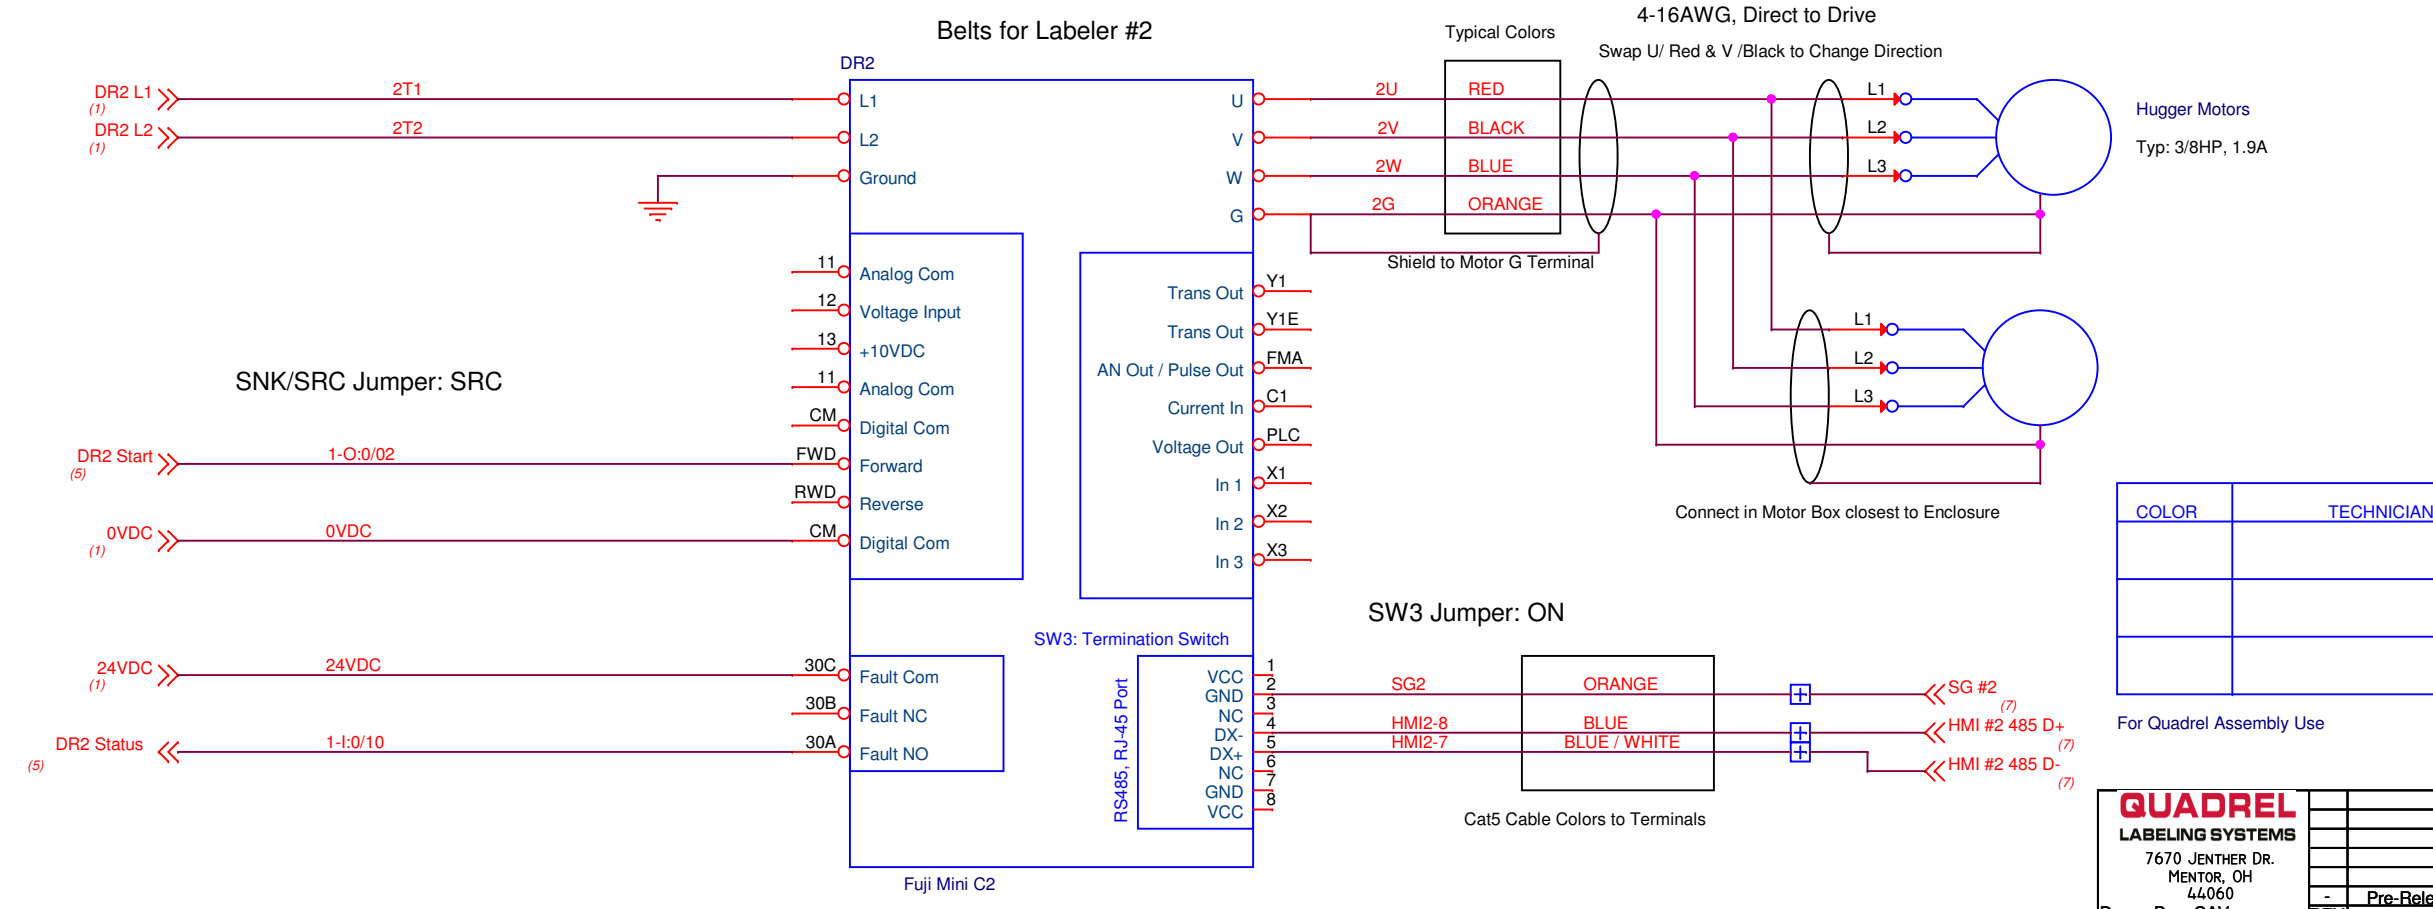 Belts for Labeler #2
4-16AWG, Direct to Drive
Typical Colors
Swap U/ Red & V /Black to Change Direction
DR2
DR2 L1
(1)
2T1
L1
U
2U
RED
L1
DR2 L2
(1)
2T2
L2
V
2V
BLACK
L2
Hugger Motors
Typ: 3/8HP, 1.9A
Ground
W
2W
BLUE
L3
G
2G
ORANGE
Shield to Motor G Terminal
11
Analog Com
12
Voltage Input
13
+10VDC
11
Analog Com
CM
Digital Com
SNK/SRC Jumper: SRC
DR2 Start
(5)
1-O:0/02
FWD
Forward
RWD
Reverse
0VDC
(1)
0VDC
CM
Digital Com
Trans Out
Y1
Trans Out
Y1E
AN Out / Pulse Out
FMA
Current In
C1
Voltage Out
PLC
In 1
X1
In 2
X2
In 3
X3
L1
L2
L3
Connect in Motor Box closest to Enclosure
COLOR
TECHNICIAN
For Quadrel Assembly Use
SW3 Jumper: ON
SW3: Termination Switch
24VDC
(1)
24VDC
30C
Fault Com
30B
Fault NC
DR2 Status
(5)
1-I:0/10
30A
Fault NO
RS485, RJ-45 Port
VCC
1
GND
2
SG2
ORANGE
SG #2
(7)
NC
3
DX-
4
HMI2-8
BLUE
HMI #2 485 D+
(7)
DX+
5
HMI2-7
BLUE / WHITE
HMI #2 485 D-
(7)
NC
6
GND
7
VCC
8
Cat5 Cable Colors to Terminals
Fuji Mini C2
QUADREL
LABELING SYSTEMS
7670 JENTHER DR.
MENTOR, OH
44060
-
Pre-Rele